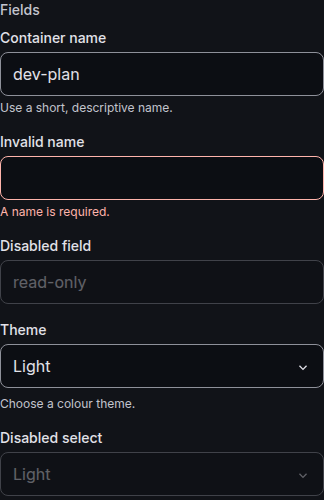 Fields
Container name
dev-plan
Use a short, descriptive name.
Invalid name
A name is required.
Disabled field
read-only
Theme
Light
Choose a colour theme.
Disabled select
Light